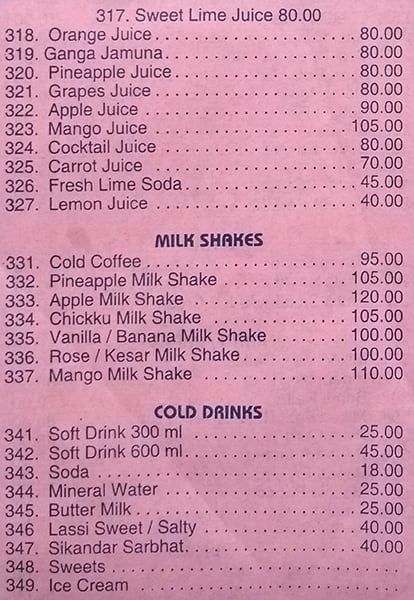 317. Sweet Lime Juice 80.00
318. Orange Juice . . . . . . . . . . . . . . . . . . . 80.00
319. Ganga Jamuna . . . . . . . . . . . . . . . . . . 80.00
320. Pineapple Juice . . . . . . . . . . . . . . . . . 80.00
321. Grapes Juice . . . . . . . . . . . . . . . . . . . 80.00
322. Apple Juice . . . . . . . . . . . . . . . . . . . . 90.00
323. Mango Juice . . . . . . . . . . . . . . . . . . . 105.00
324. Cocktail Juice . . . . . . . . . . . . . . . . . . 80.00
325. Carrot Juice . . . . . . . . . . . . . . . . . . . 70.00
326. Fresh Lime Soda . . . . . . . . . . . . . . . . 45.00
327. Lemon Juice . . . . . . . . . . . . . . . . . . . 40.00
MILK SHAKES
331. Cold Coffee . . . . . . . . . . . . . . . . . . . . 95.00
332. Pineapple Milk Shake . . . . . . . . . . . . 105.00
333. Apple Milk Shake . . . . . . . . . . . . . . . 120.00
334. Chickku Milk Shake . . . . . . . . . . . . . 105.00
335. Vanilla / Banana Milk Shake . . . . . . . 100.00
336. Rose / Kesar Milk Shake . . . . . . . . . . 100.00
337. Mango Milk Shake . . . . . . . . . . . . . . 110.00
COLD DRINKS
341. Soft Drink 300 ml . . . . . . . . . . . . . . . 25.00
342. Soft Drink 600 ml . . . . . . . . . . . . . . . 45.00
343. Soda . . . . . . . . . . . . . . . . . . . . . . . . 18.00
344. Mineral Water . . . . . . . . . . . . . . . . . . 25.00
345. Butter Milk . . . . . . . . . . . . . . . . . . . . 25.00
346 Lassi Sweet / Salty . . . . . . . . . . . . . . 40.00
347. Sikandar Sarbhat . . . . . . . . . . . . . . . 40.00
348. Sweets . . . . . . . . . . . . . . . . . . . . . .
349. Ice Cream . . . . . . . . . . . . . . . . . . . .